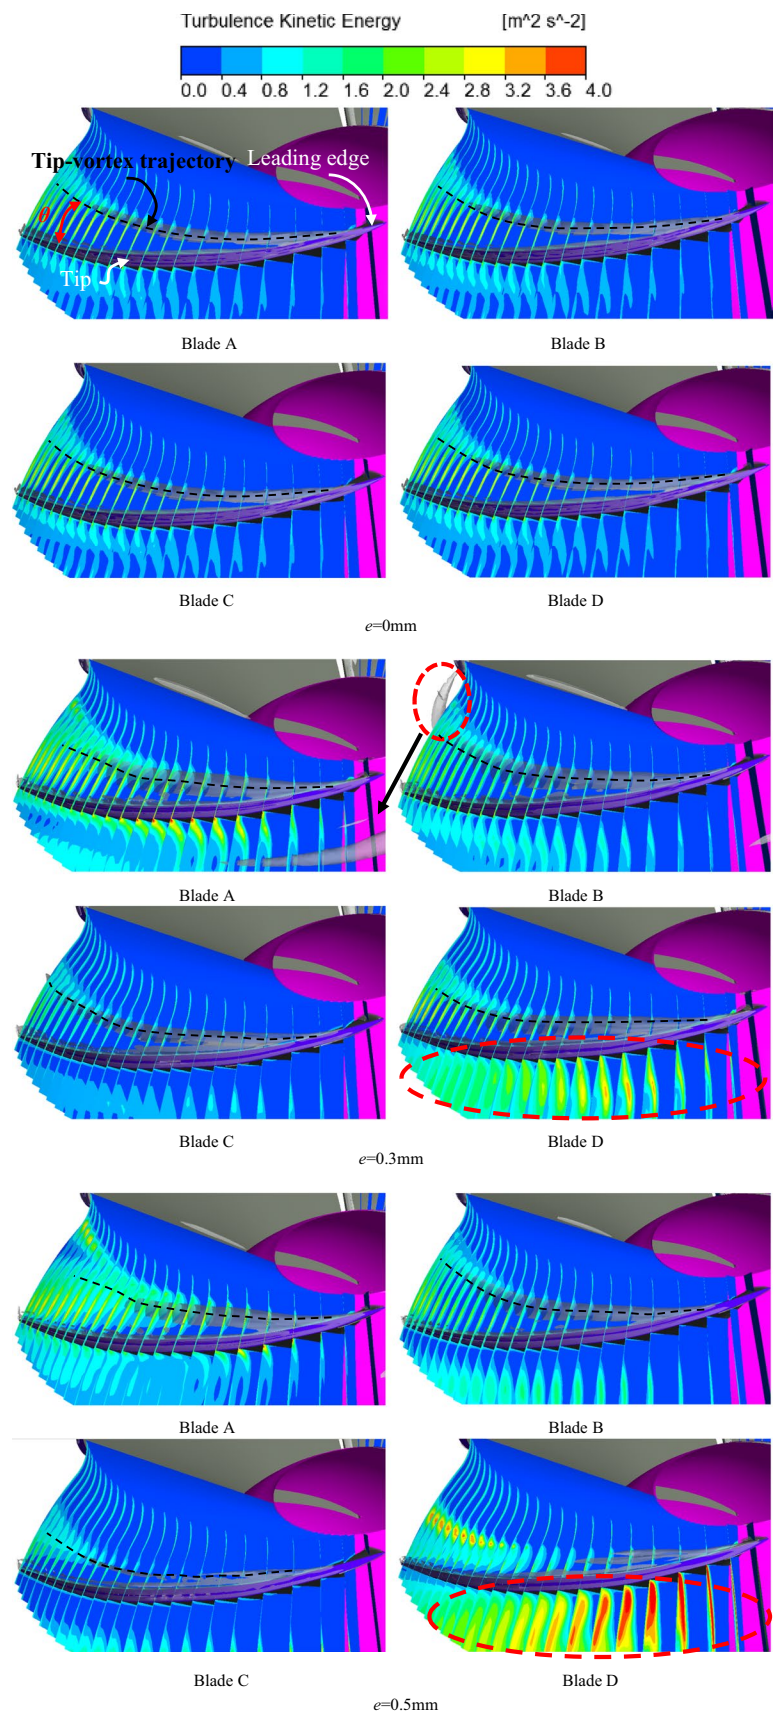 Turbulence Kinetic Energy [m^2 s^-2]
0.0 0.4 0.8 1.2 1.6 2.0 2.4 2.8 3.2 3.6 4.0
Tip-vortex trajectory Leading edge
θ
Tip
Blade A Blade B
Blade C Blade D
e=0mm
Blade A Blade B
Blade C Blade D
e=0.3mm
Blade A Blade B
Blade C Blade D
e=0.5mm